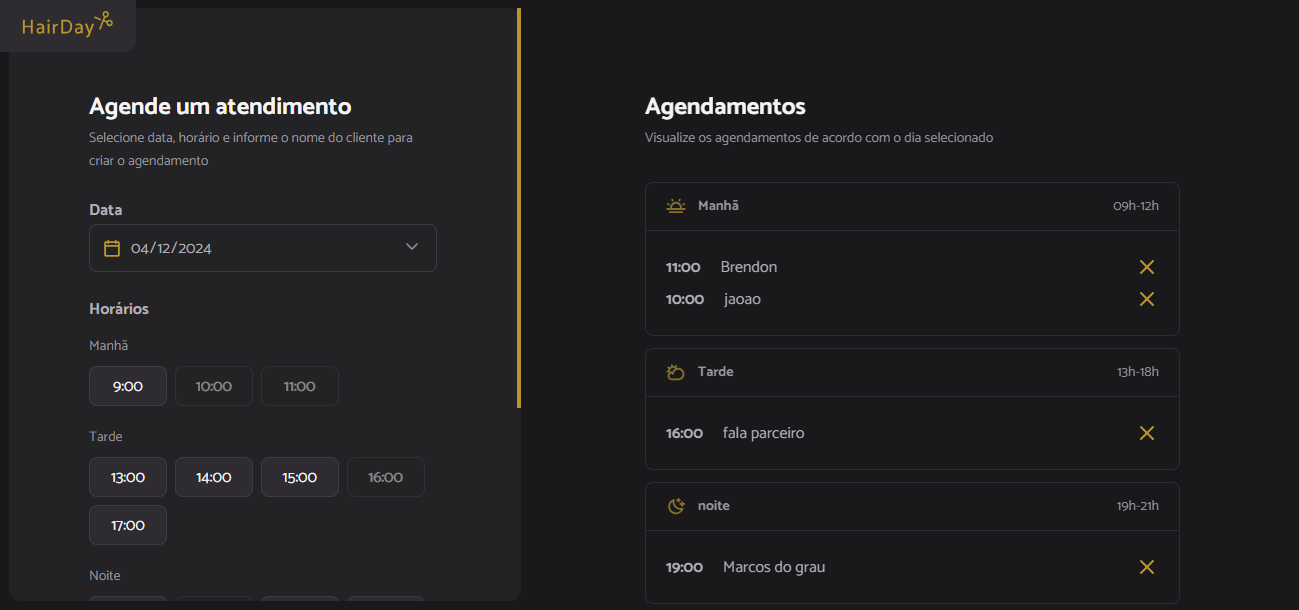 HairDay
Agende um atendimento
Selecione data, horário e informe o nome do cliente para
criar o agendamento
Data
04/12/2024
Horários
Manhã
9:00 10:00 11:00
Tarde
13:00 14:00 15:00 16:00
17:00
Noite
Agendamentos
Visualize os agendamentos de acordo com o dia selecionado
Manhã 09h-12h
11:00 Brendon
10:00 jaoao
Tarde 13h-18h
16:00 fala parceiro
noite 19h-21h
19:00 Marcos do grau